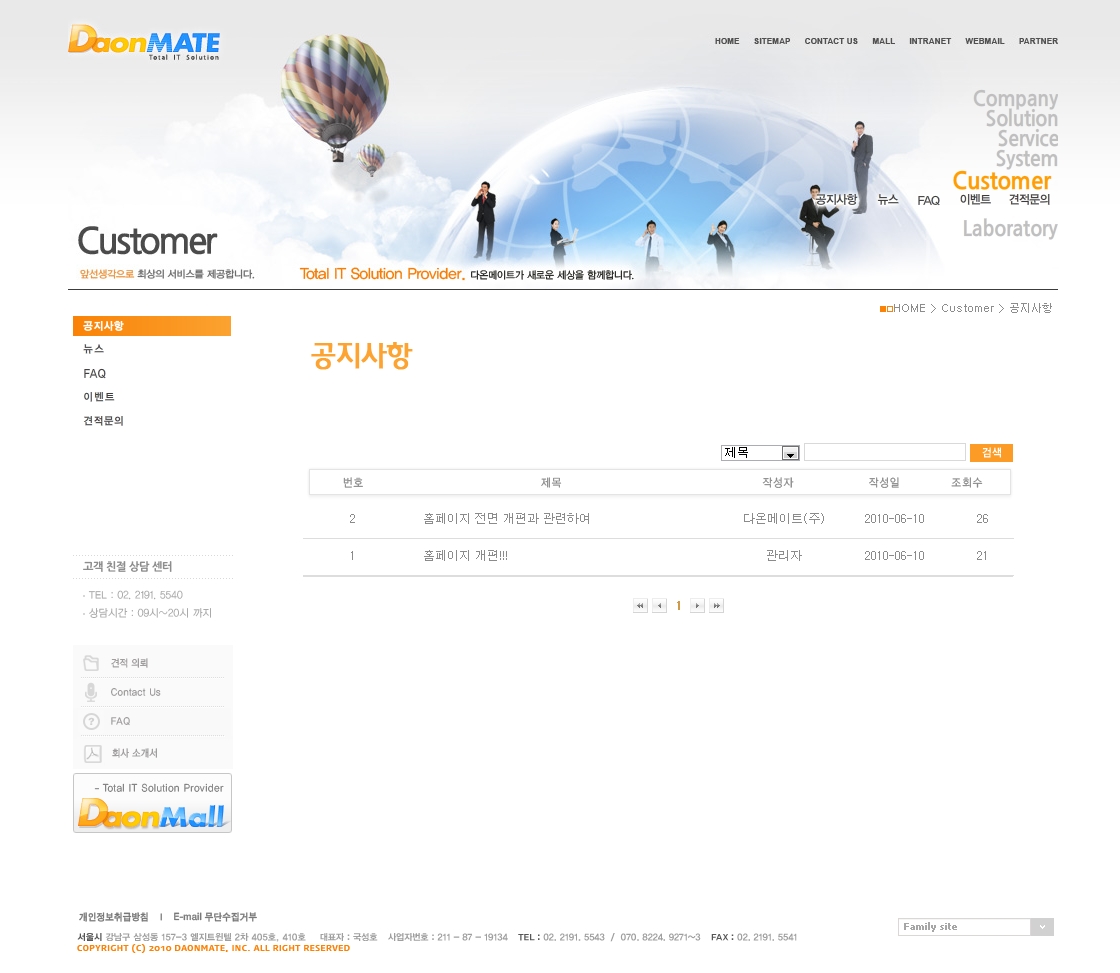 DaonMATE
Total IT Solution
HOME SITEMAP CONTACT US MALL INTRANET WEBMAIL PARTNER
Company
Solution
Service
System
Customer
공지사항 뉴스 FAQ 이벤트 견적문의
Laboratory
Customer
앞선생각으로 최상의 서비스를 제공합니다.
Total IT Solution Provider. 다온메이트가 새로운 세상을 함께합니다.
HOME > Customer > 공지사항
공지사항
뉴스
FAQ
이벤트
견적문의
공지사항
제목 검색
번호 제목 작성자 작성일 조회수
2 홈페이지 전면 개편과 관련하여 다온메이트(주) 2010-06-10 26
1 홈페이지 개편!!! 관리자 2010-06-10 21
1
고객 친절 상담 센터
· TEL : 02. 2191. 5540
· 상담시간 : 09시~20시 까지
견적 의뢰
Contact Us
FAQ
회사 소개서
- Total IT Solution Provider
DaonMall
개인정보취급방침 | E-mail 무단수집거부
서울시 강남구 삼성동 157-3 엘지트윈텔 2차 405호, 410호 대표자 : 국성호 사업자번호 : 211 - 87 - 19134 TEL : 02. 2191. 5543 / 070. 8224. 9271~3 FAX : 02. 2191. 5541
COPYRIGHT (C) 2010 DAONMATE, INC. ALL RIGHT RESERVED
Family site